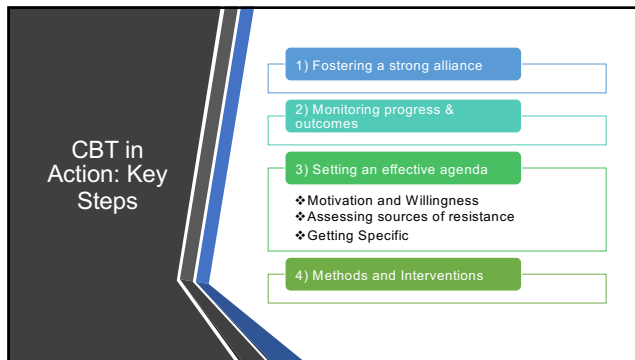 CBT in
Action: Key
Steps
1) Fostering a strong alliance
2) Monitoring progress &
outcomes
3) Setting an effective agenda
❖Motivation and Willingness
❖Assessing sources of resistance
❖Getting Specific
4) Methods and Interventions